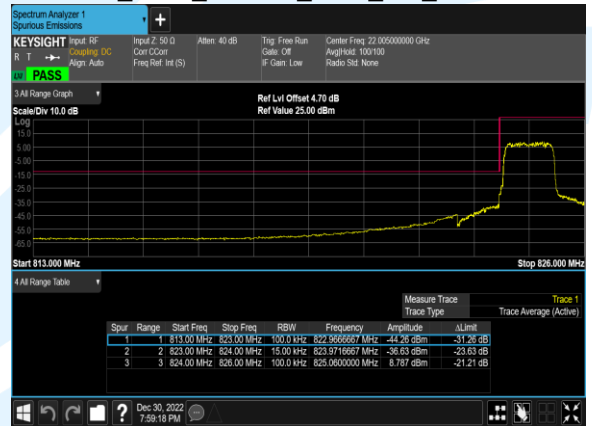 Spectrum Analyzer 1
Spurious Emissions
+
KEYSIGHT Input: RF Input Z: 50 Ω Atten: 40 dB Trig: Free Run Center Freq: 22.005000000 GHz
R T Coupling: DC Corr CCorr Gate: Off Avg|Hold: 100/100
Align: Auto Freq Ref: Int (S) IF Gain: Low Radio Std: None
PASS
3 All Range Graph
Ref Lvl Offset 4.70 dB
Scale/Div 10.0 dB Ref Value 25.00 dBm
Log
15.0
5.00
-5.00
-15.0
-25.0
-35.0
-45.0
-55.0
-65.0
Start 813.000 MHz Stop 826.000 MHz
4 All Range Table
Measure Trace Trace 1
Trace Type Trace Average (Active)
Spur Range Start Freq Stop Freq RBW Frequency Amplitude ΔLimit
1 1 813.00 MHz 823.00 MHz 100.0 kHz 822.9666667 MHz -44.26 dBm -31.26 dB
2 2 823.00 MHz 824.00 MHz 15.00 kHz 823.9716667 MHz -36.63 dBm -23.63 dB
3 3 824.00 MHz 826.00 MHz 100.0 kHz 825.0600000 MHz 8.787 dBm -21.21 dB
? Dec 30, 2022
7:59:18 PM